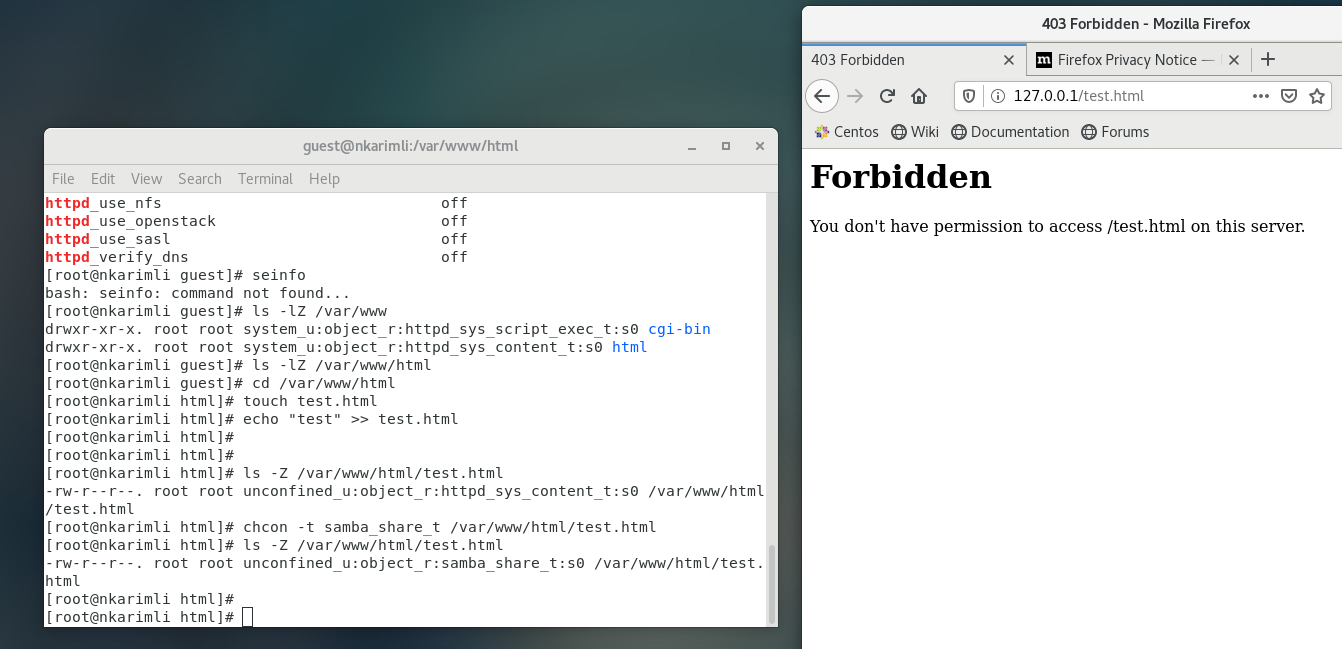 guest@nkarimli:/var/www/html
File Edit View Search Terminal Help
httpd_use_nfs off
httpd_use_openstack off
httpd_use_sasl off
httpd_verify_dns off
[root@nkarimli guest]# seinfo
bash: seinfo: command not found...
[root@nkarimli guest]# ls -lZ /var/www
drwxr-xr-x. root root system_u:object_r:httpd_sys_script_exec_t:s0 cgi-bin
drwxr-xr-x. root root system_u:object_r:httpd_sys_content_t:s0 html
[root@nkarimli guest]# ls -lZ /var/www/html
[root@nkarimli guest]# cd /var/www/html
[root@nkarimli html]# touch test.html
[root@nkarimli html]# echo "test" >> test.html
[root@nkarimli html]#
[root@nkarimli html]#
[root@nkarimli html]# ls -Z /var/www/html/test.html
-rw-r--r--. root root unconfined_u:object_r:httpd_sys_content_t:s0 /var/www/html
/test.html
[root@nkarimli html]# chcon -t samba_share_t /var/www/html/test.html
[root@nkarimli html]# ls -Z /var/www/html/test.html
-rw-r--r--. root root unconfined_u:object_r:samba_share_t:s0 /var/www/html/test.
html
[root@nkarimli html]#
[root@nkarimli html]#
403 Forbidden - Mozilla Firefox
403 Forbidden
m Firefox Privacy Notice —
127.0.0.1/test.html
Centos Wiki Documentation Forums
Forbidden
You don't have permission to access /test.html on this server.